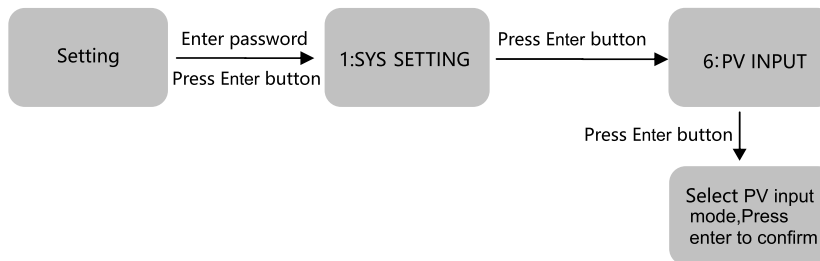 Setting
Enter password
Press Enter button
1:SYS SETTING
Press Enter button
6:PV INPUT
Press Enter button
Select PV input
mode,Press
enter to confirm